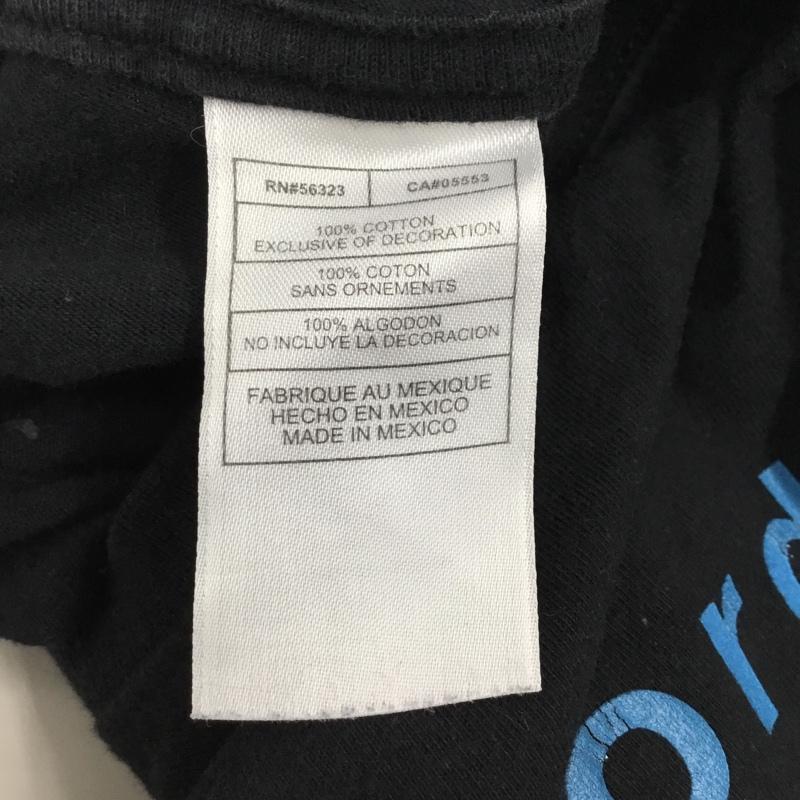 RN#56323 CA#05553
100% COTTON
EXCLUSIVE OF DECORATION
100% COTON
SANS ORNEMENTS
100% ALGODON
NO INCLUYE LA DECORACION
FABRIQUE AU MEXIQUE
HECHO EN MEXICO
MADE IN MEXICO
ord